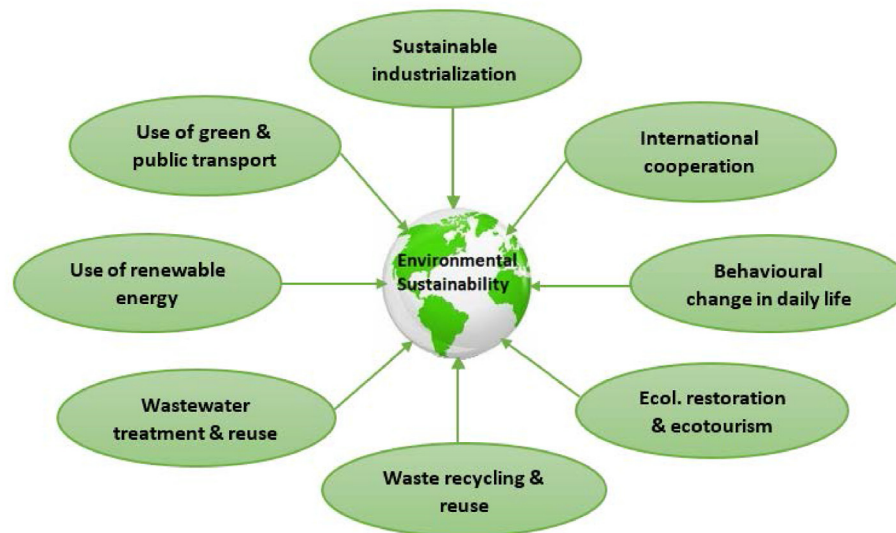 Sustainable
industrialization
Use of green &
public transport
International
cooperation
Environmental
Sustainability
Use of renewable
energy
Behavioural
change in daily life
Wastewater
treatment & reuse
Ecol. restoration
& ecotourism
Waste recycling &
reuse